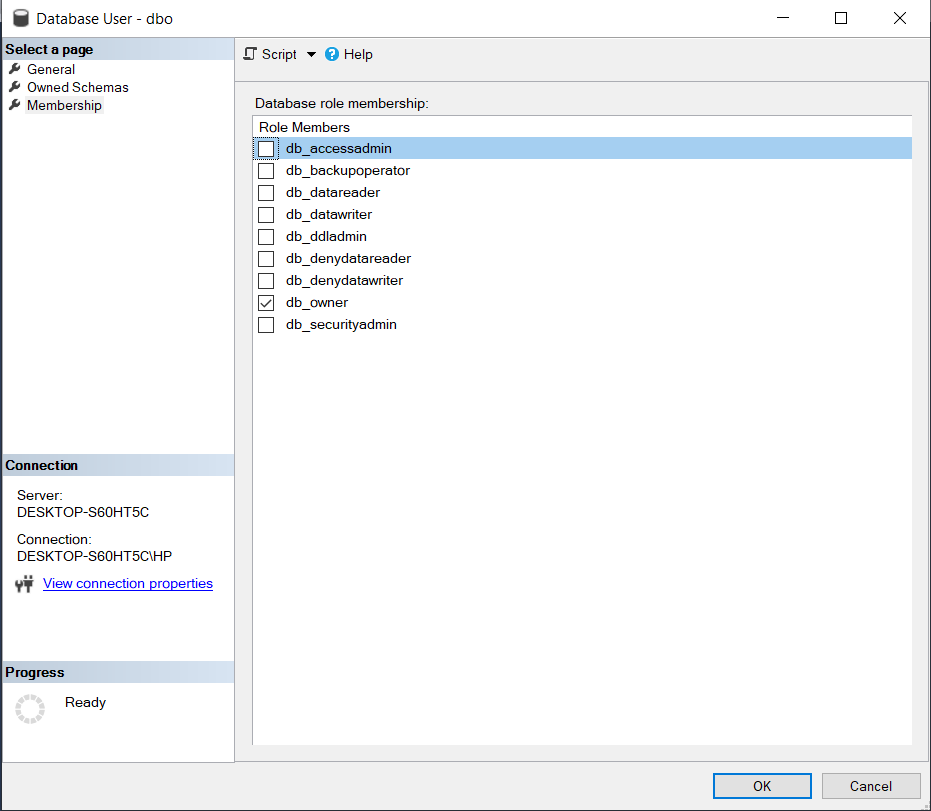 Database User - dbo
Select a page
General
Owned Schemas
Membership
Script
Help
Database role membership:
Role Members
db_accessadmin
db_backupoperator
db_datareader
db_datawriter
db_ddladmin
db_denydatareader
db_denydatawriter
db_owner
db_securityadmin
Connection
Server:
DESKTOP-S60HT5C
Connection:
DESKTOP-S60HT5C\HP
View connection properties
Progress
Ready
OK
Cancel